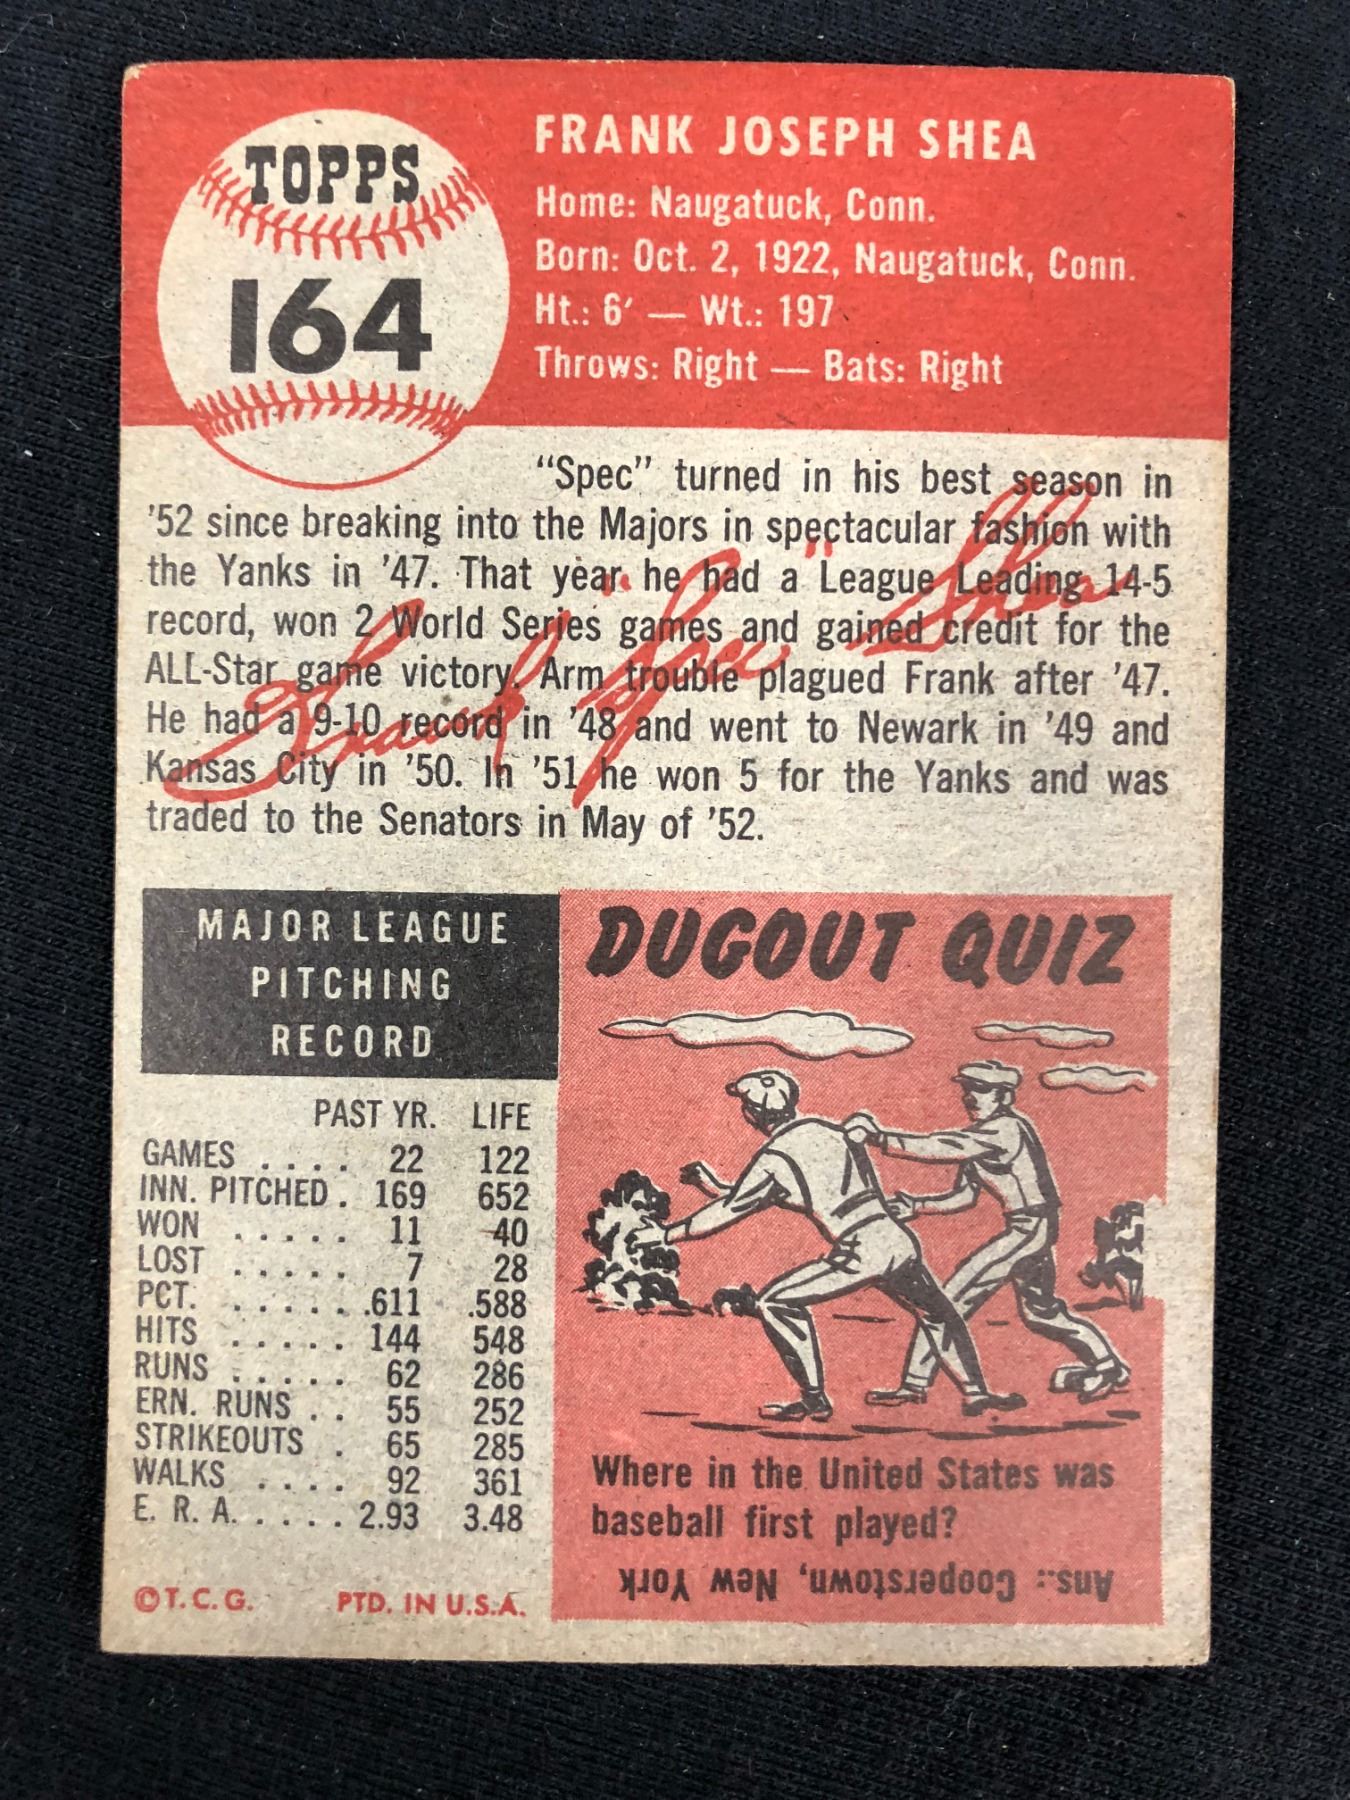 TOPPS
164
FRANK JOSEPH SHEA
Home: Naugatuck, Conn.
Born: Oct. 2, 1922, Naugatuck, Conn.
Ht.: 6′ — Wt.: 197
Throws: Right — Bats: Right
"Spec" turned in his best season in
'52 since breaking into the Majors in spectacular fashion with
the Yanks in '47. That year he had a League Leading 14-5
record, won 2 World Series games and gained credit for the
ALL-Star game victory. Arm trouble plagued Frank after '47.
He had a 9-10 record in '48 and went to Newark in '49 and
Kansas City in '50. In '51 he won 5 for the Yanks and was
traded to the Senators in May of '52.
Frank "Spec" Shea
MAJOR LEAGUE
PITCHING
RECORD
PAST YR. LIFE
GAMES .... 22 122
INN. PITCHED . 169 652
WON ..... 11 40
LOST ..... 7 28
PCT. ...... .611 .588
HITS ..... 144 548
RUNS ..... 62 286
ERN. RUNS .. 55 252
STRIKEOUTS . 65 285
WALKS .... 92 361
E. R. A. .... 2.93 3.48
©T.C.G. PTD. IN U.S.A.
DUGOUT QUIZ
Where in the United States was
baseball first played?
Ans.: Cooperstown, New York